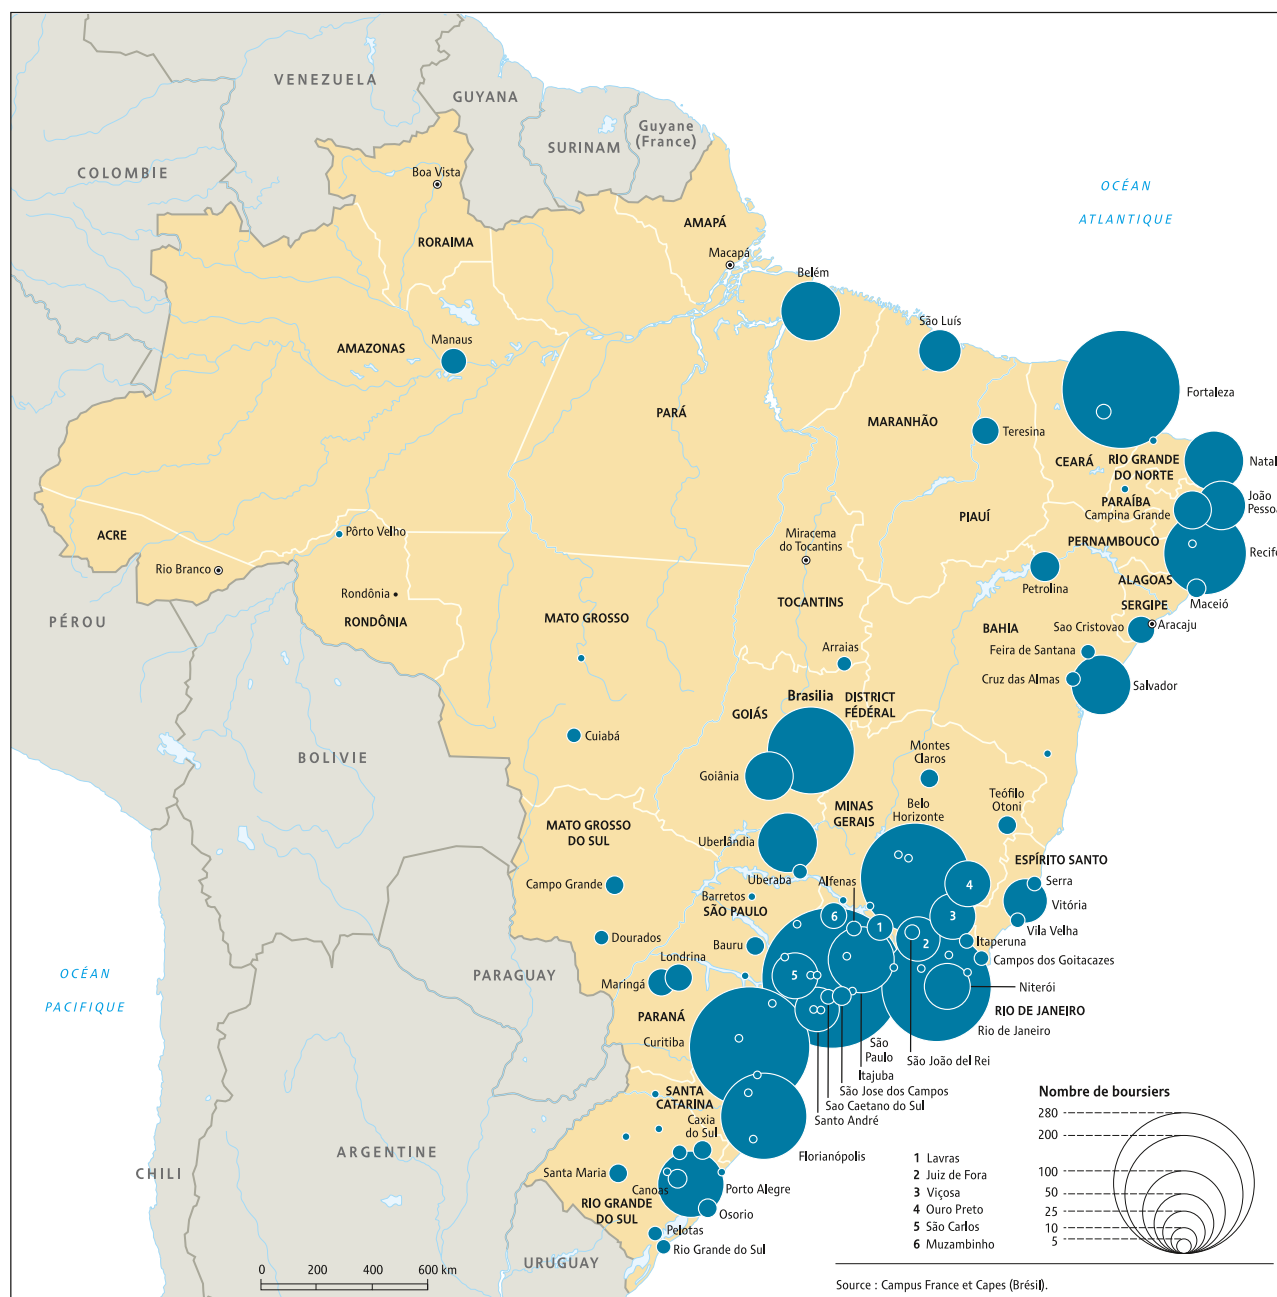 VENEZUELA
GUYANA
SURINAM
Guyane
(France)
COLOMBIE
OCÉAN
ATLANTIQUE
Boa Vista
RORAIMA
AMAPÁ
Macapá
Belém
São Luís
AMAZONAS
Manaus
PARÁ
MARANHÃO
Teresina
Fortaleza
CEARÁ
RIO GRANDE
DO NORTE
Natal
PARAÍBA
Campina Grande
João
Pesso
PIAUÍ
PERNAMBOUCO
Recife
ACRE
Pôrto Velho
Rio Branco
Rondônia
RONDÔNIA
Miracema
do Tocantins
TOCANTINS
Petrolina
ALAGOAS
Maceió
SERGIPE
Sao Cristovao
Aracaju
PÉROU
MATO GROSSO
BAHIA
Feira de Santana
Arraias
Cruz das Almas
Salvador
Brasilia
DISTRICT
FÉDÉRAL
GOIÁS
Cuiabá
Goiânia
BOLIVIE
Montes
Claros
Teófilo
Otoni
MINAS
GERAIS
Belo
Horizonte
MATO GROSSO
DO SUL
Uberlândia
ESPÍRITO SANTO
Uberaba
Alfenas
Serra
Campo Grande
Barretos
SÃO PAULO
Vitória
Vila Velha
4
6
3
1
2
5
Dourados
Bauru
Itaperuna
Londrina
Campos dos Goitacazes
Maringá
Niterói
OCÉAN
PACIFIQUE
PARAGUAY
PARANÁ
RIO DE JANEIRO
Rio de Janeiro
Curitiba
São
Paulo
São João del Rei
Itajuba
São Jose dos Campos
Sao Caetano do Sul
Santo André
SANTA
CATARINA
Caxia
do Sul
Florianópolis
ARGENTINE
CHILI
Santa Maria
Canoas
Porto Alegre
RIO GRANDE
DO SUL
Osorio
Pelotas
Rio Grande do Sul
URUGUAY
0 200 400 600 km
1 Lavras
2 Juiz de Fora
3 Viçosa
4 Ouro Preto
5 São Carlos
6 Muzambinho
Nombre de boursiers
280
200
100
50
25
10
5
Source : Campus France et Capes (Brésil).